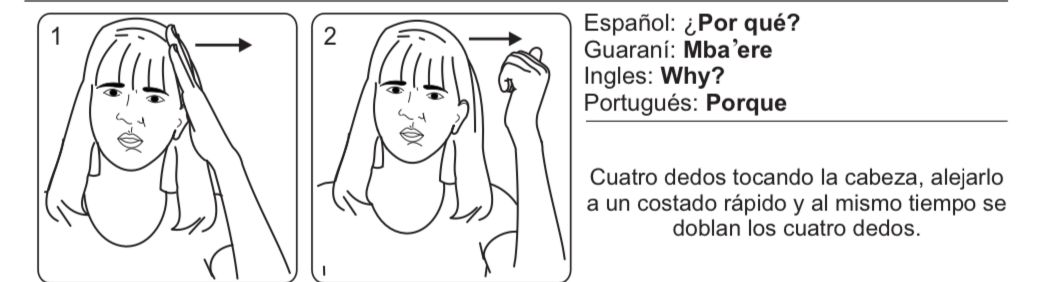 1
2
Español: ¿Por qué?
Guaraní: Mba’ere
Ingles: Why?
Portugués: Porque
Cuatro dedos tocando la cabeza, alejarlo
a un costado rápido y al mismo tiempo se
doblan los cuatro dedos.